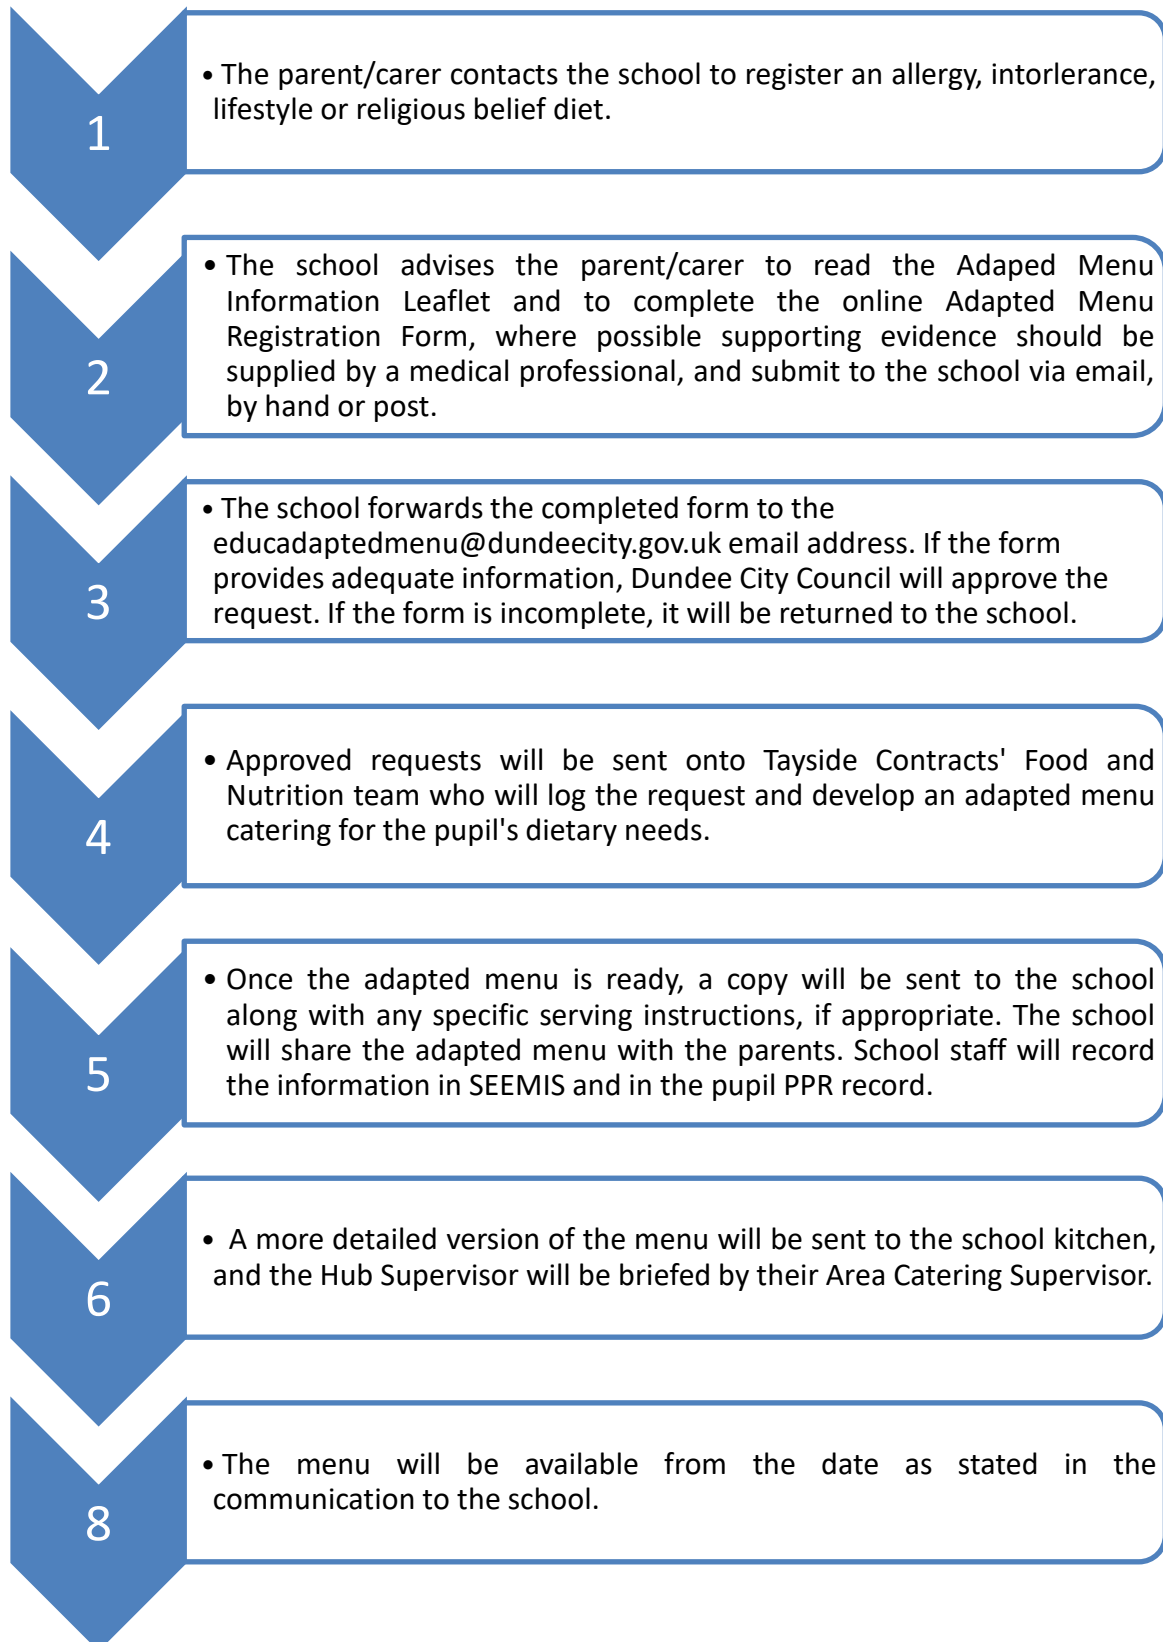 1
• The parent/carer contacts the school to register an allergy, intorlerance,
lifestyle or religious belief diet.
2
• The school advises the parent/carer to read the Adaped Menu
Information Leaflet and to complete the online Adapted Menu
Registration Form, where possible supporting evidence should be
supplied by a medical professional, and submit to the school via email,
by hand or post.
3
• The school forwards the completed form to the
educadaptedmenu@dundeecity.gov.uk email address. If the form
provides adequate information, Dundee City Council will approve the
request. If the form is incomplete, it will be returned to the school.
4
• Approved requests will be sent onto Tayside Contracts' Food and
Nutrition team who will log the request and develop an adapted menu
catering for the pupil's dietary needs.
5
• Once the adapted menu is ready, a copy will be sent to the school
along with any specific serving instructions, if appropriate. The school
will share the adapted menu with the parents. School staff will record
the information in SEEMIS and in the pupil PPR record.
6
• A more detailed version of the menu will be sent to the school kitchen,
and the Hub Supervisor will be briefed by their Area Catering Supervisor.
8
• The menu will be available from the date as stated in the
communication to the school.